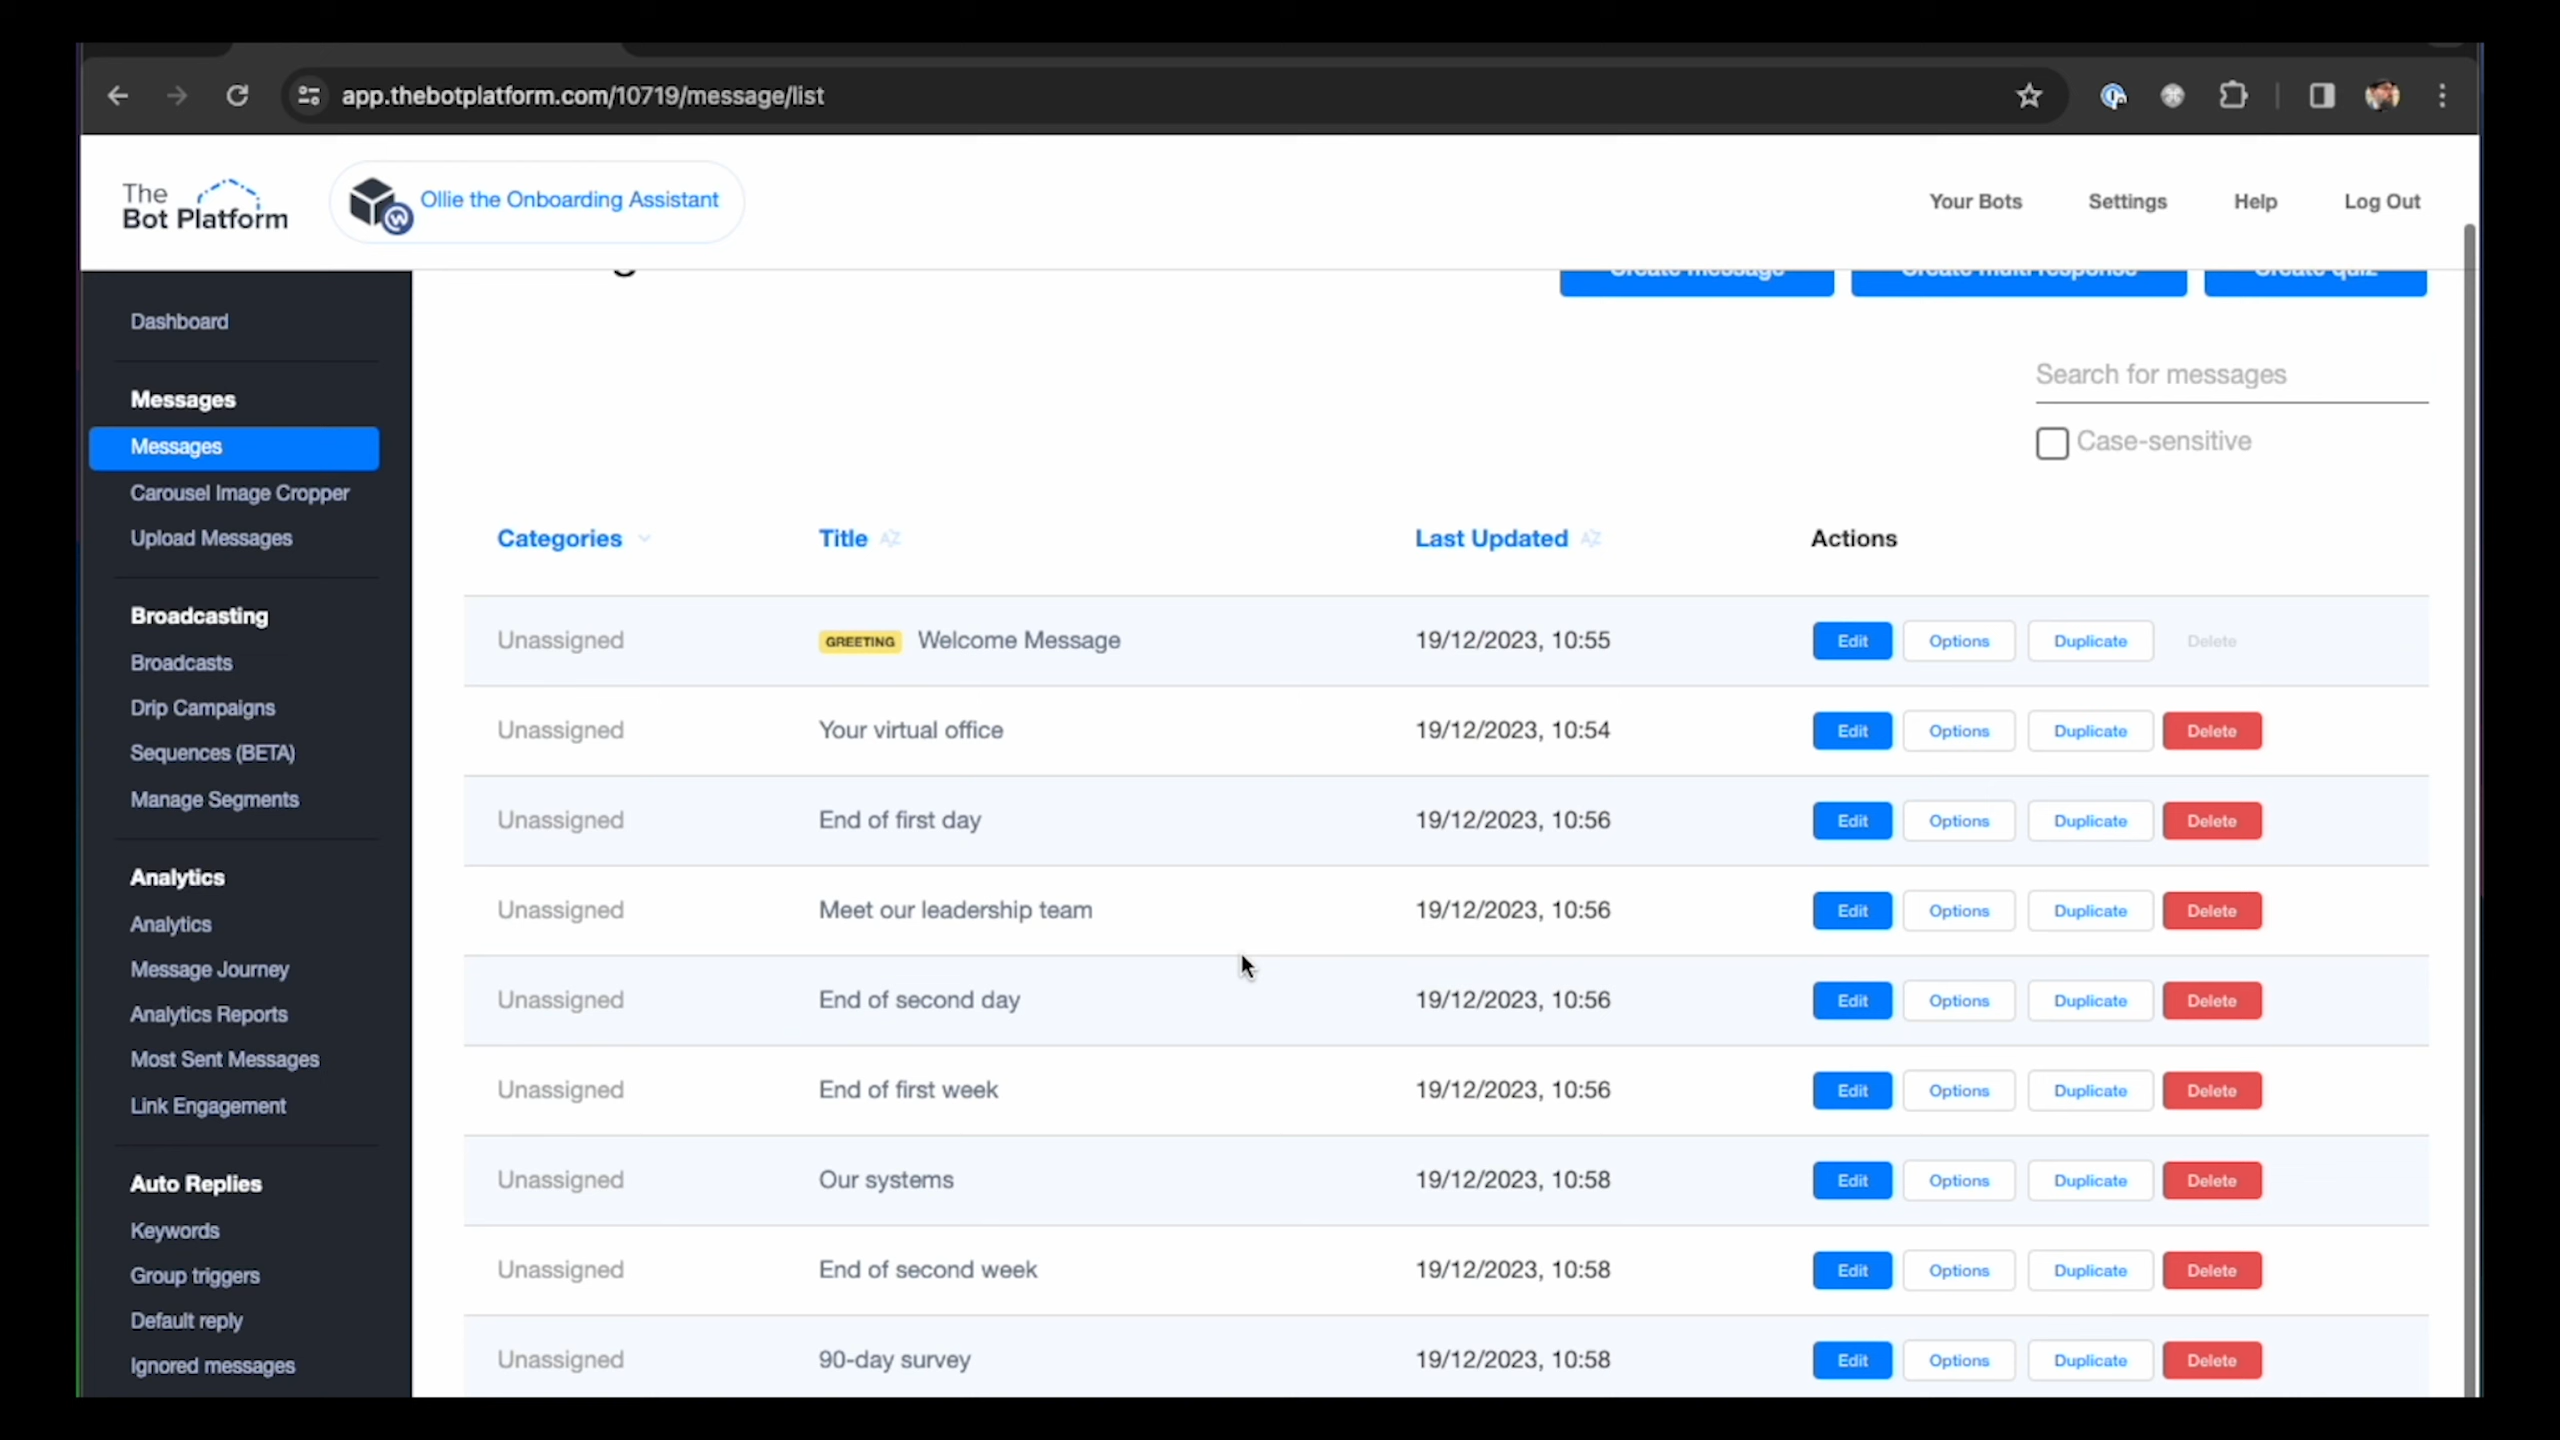 app.thebotplatform.com/10719/message/list
The
Bot Platform
Ollie the Onboarding Assistant
Your Bots Settings Help Log Out
Create message Create multi response Create quiz
Dashboard
Messages
Messages
Carousel Image Cropper
Upload Messages
Broadcasting
Broadcasts
Drip Campaigns
Sequences (BETA)
Manage Segments
Analytics
Analytics
Message Journey
Analytics Reports
Most Sent Messages
Link Engagement
Auto Replies
Keywords
Group triggers
Default reply
Ignored messages
Search for messages
Case-sensitive
Categories Title AZ Last Updated AZ Actions
Unassigned GREETING Welcome Message 19/12/2023, 10:55 Edit Options Duplicate Delete
Unassigned Your virtual office 19/12/2023, 10:54 Edit Options Duplicate Delete
Unassigned End of first day 19/12/2023, 10:56 Edit Options Duplicate Delete
Unassigned Meet our leadership team 19/12/2023, 10:56 Edit Options Duplicate Delete
Unassigned End of second day 19/12/2023, 10:56 Edit Options Duplicate Delete
Unassigned End of first week 19/12/2023, 10:56 Edit Options Duplicate Delete
Unassigned Our systems 19/12/2023, 10:58 Edit Options Duplicate Delete
Unassigned End of second week 19/12/2023, 10:58 Edit Options Duplicate Delete
Unassigned 90-day survey 19/12/2023, 10:58 Edit Options Duplicate Delete